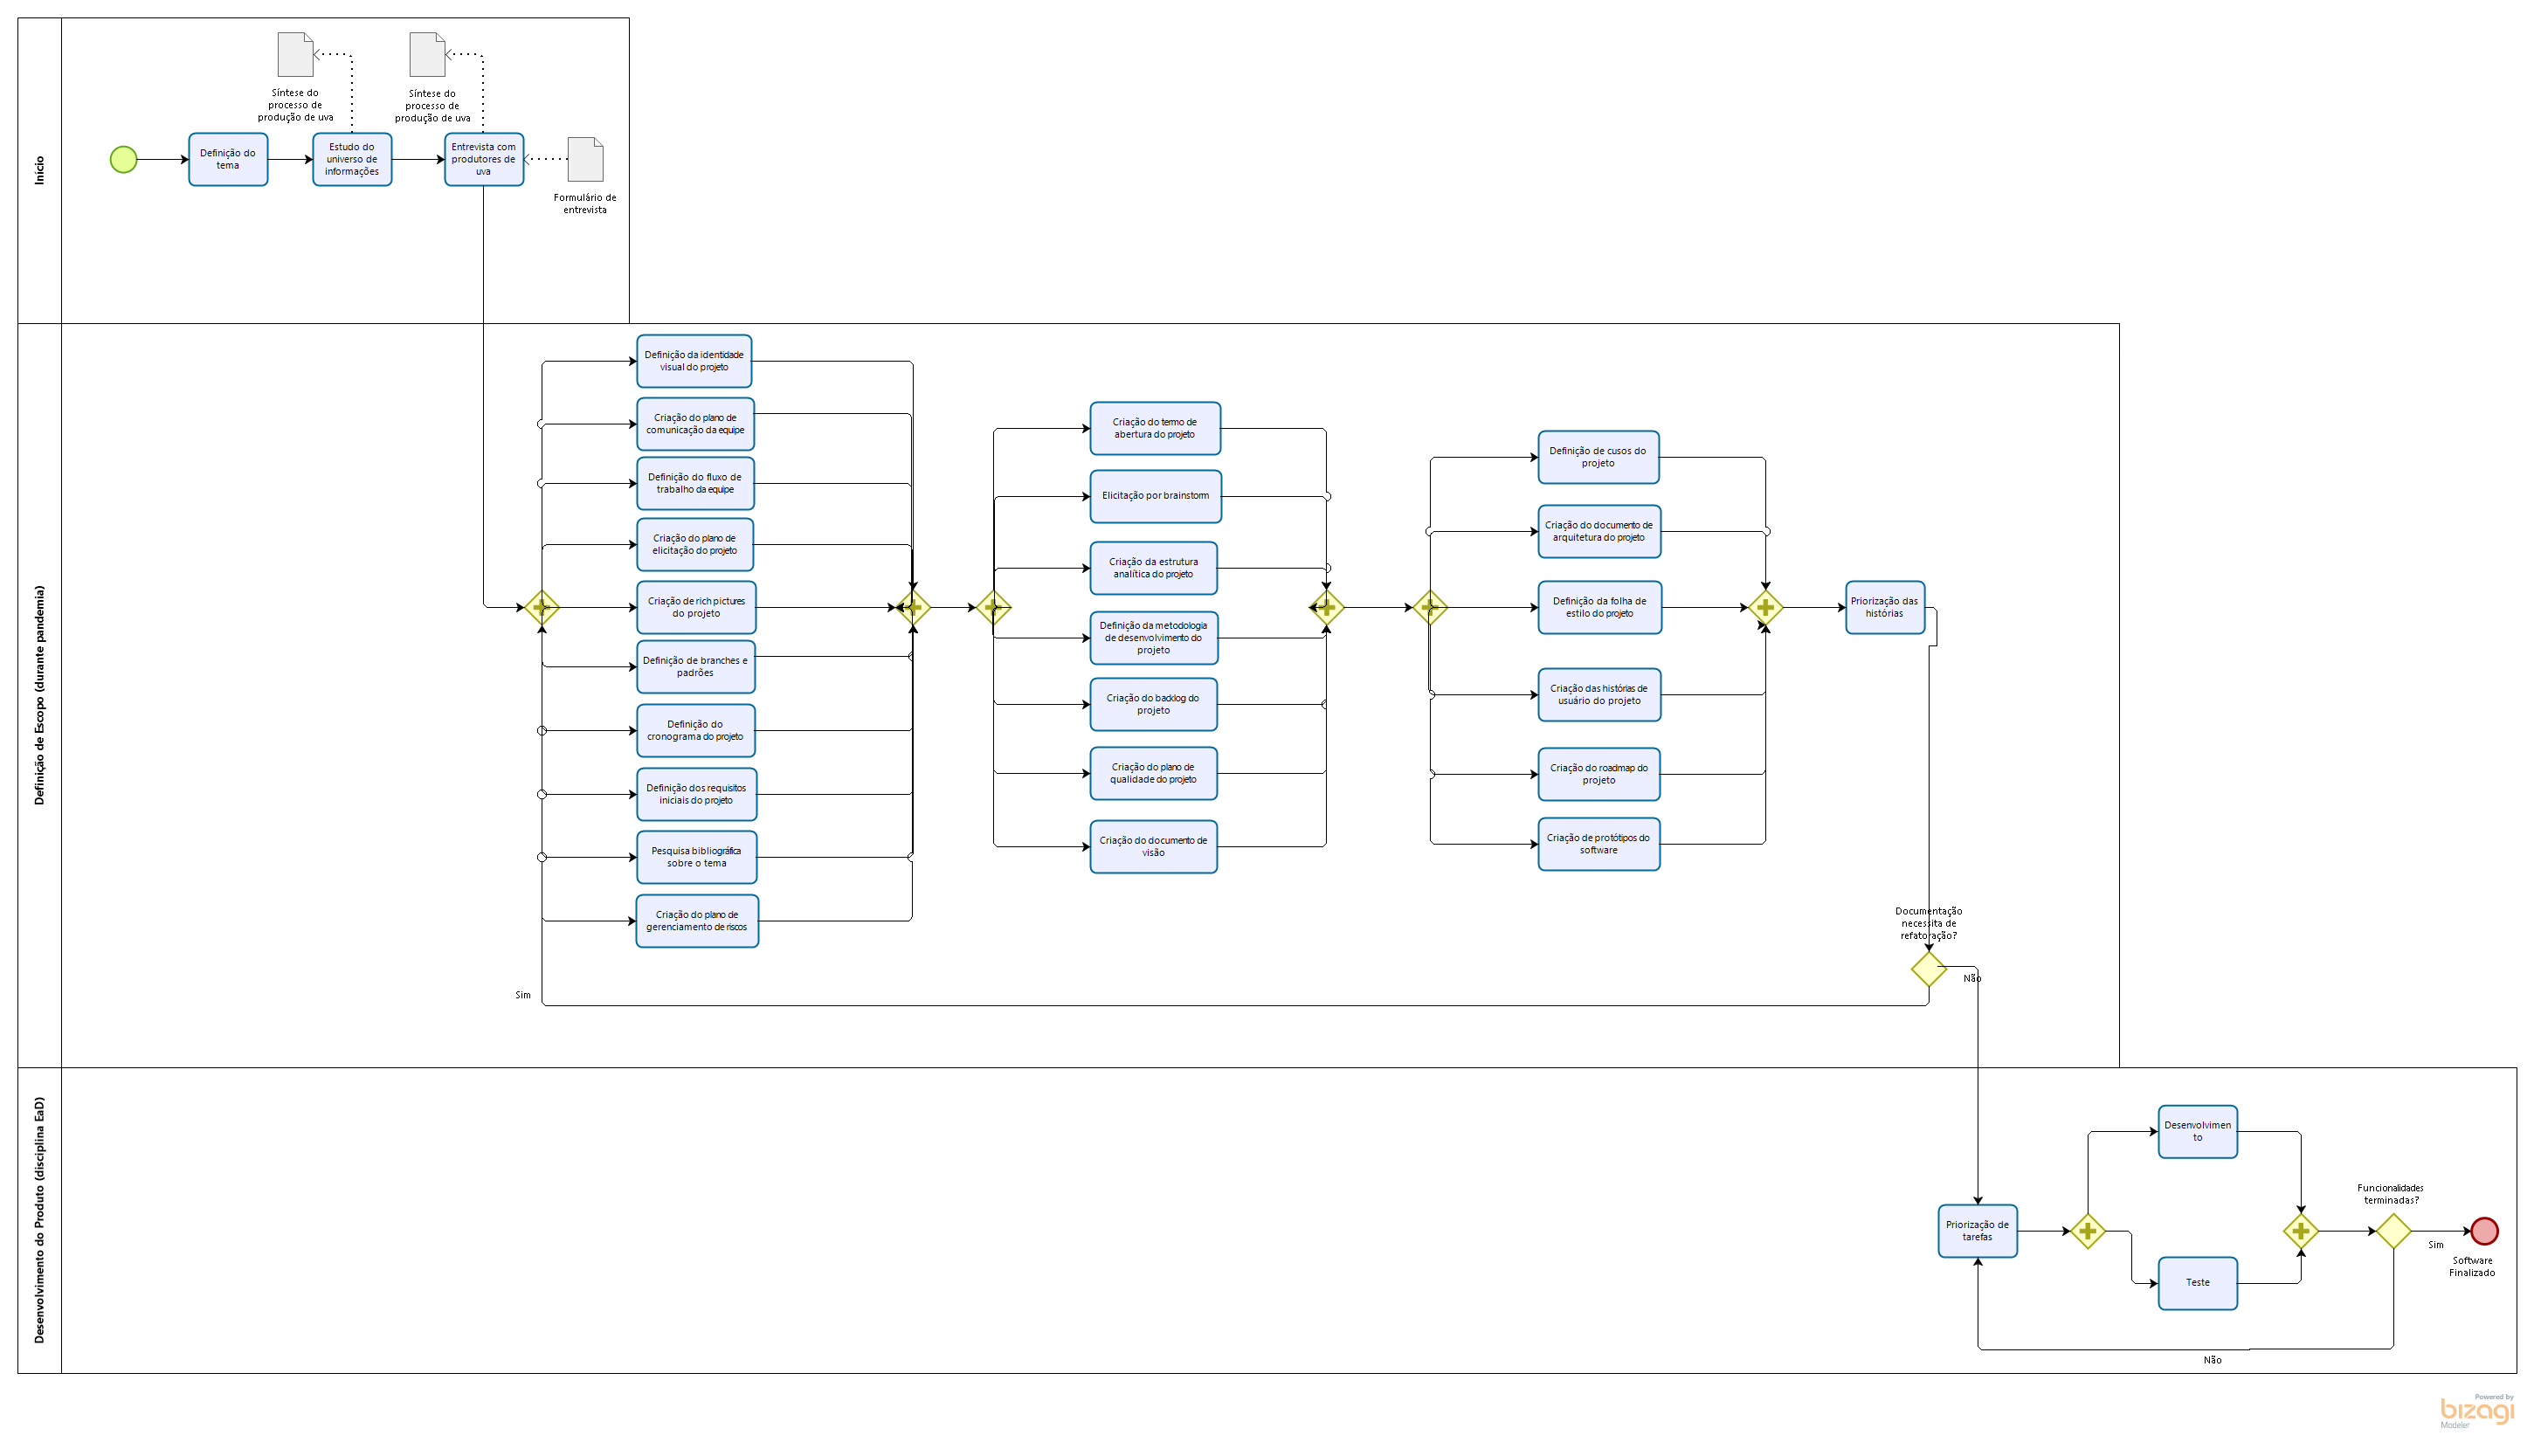 Início
Síntese do
processo de
produção de uva
Síntese do
processo de
produção de uva
Definição do
tema
Estudo do
universo de
informações
Entrevista com
produtores de
uva
Formulário de
entrevista
Definição de Escopo (durante pandemia)
Definição da identidade
visual do projeto
Criação do plano de
comunicação da equipe
Definição do fluxo de
trabalho da equipe
Criação do plano de
elicitação do projeto
Criação de rich pictures
do projeto
Definição de branches e
padrões
Definição do
cronograma do projeto
Definição dos requisitos
iniciais do projeto
Pesquisa bibliográfica
sobre o tema
Criação do plano de
gerenciamento de riscos
Criação do termo de
abertura do projeto
Elicitação por brainstorm
Criação da estrutura
analítica do projeto
Definição da metodologia
de desenvolvimento do
projeto
Criação do backlog do
projeto
Criação do plano de
qualidade do projeto
Criação do documento de
visão
Definição de cusos do
projeto
Criação do documento de
arquitetura do projeto
Definição da folha de
estilo do projeto
Criação das histórias de
usuário do projeto
Criação do roadmap do
projeto
Criação de protótipos do
software
Priorização das
histórias
Documentação
necessita de
refatoração?
Não
Sim
Desenvolvimento do Produto (disciplina EaD)
Priorização de
tarefas
Desenvolvimen
to
Teste
Funcionalidades
terminadas?
Sim
Software
Finalizado
Não
Powered by
bizagi
Modeler